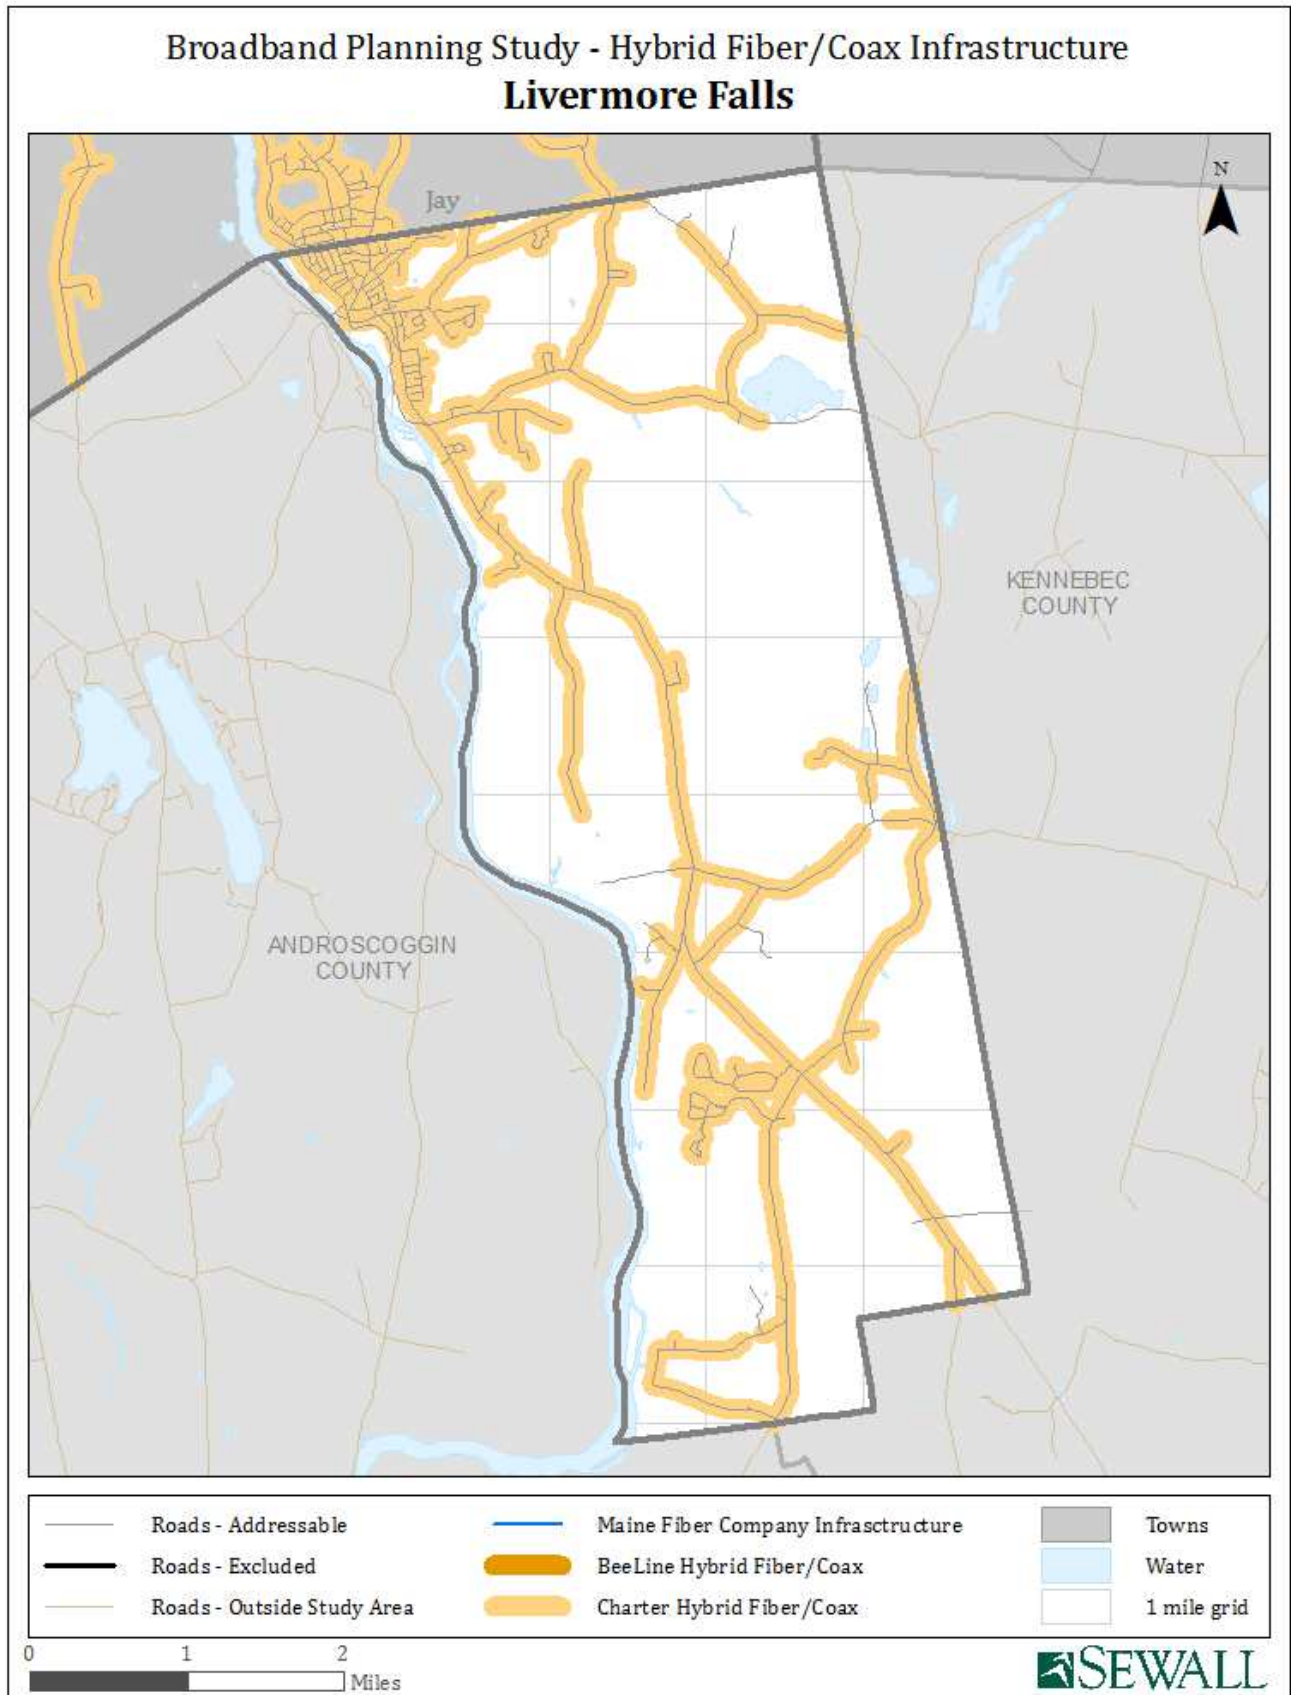 Broadband Planning Study - Hybrid Fiber/Coax Infrastructure
Livermore Falls
N
Jay
KENNEBEC
COUNTY
ANDROSCOGGIN
COUNTY
Roads - Addressable
Maine Fiber Company Infrasctructure
Towns
Roads - Excluded
BeeLine Hybrid Fiber/Coax
Water
Roads - Outside Study Area
Charter Hybrid Fiber/Coax
1 mile grid
0 1 2
Miles
SEWALL